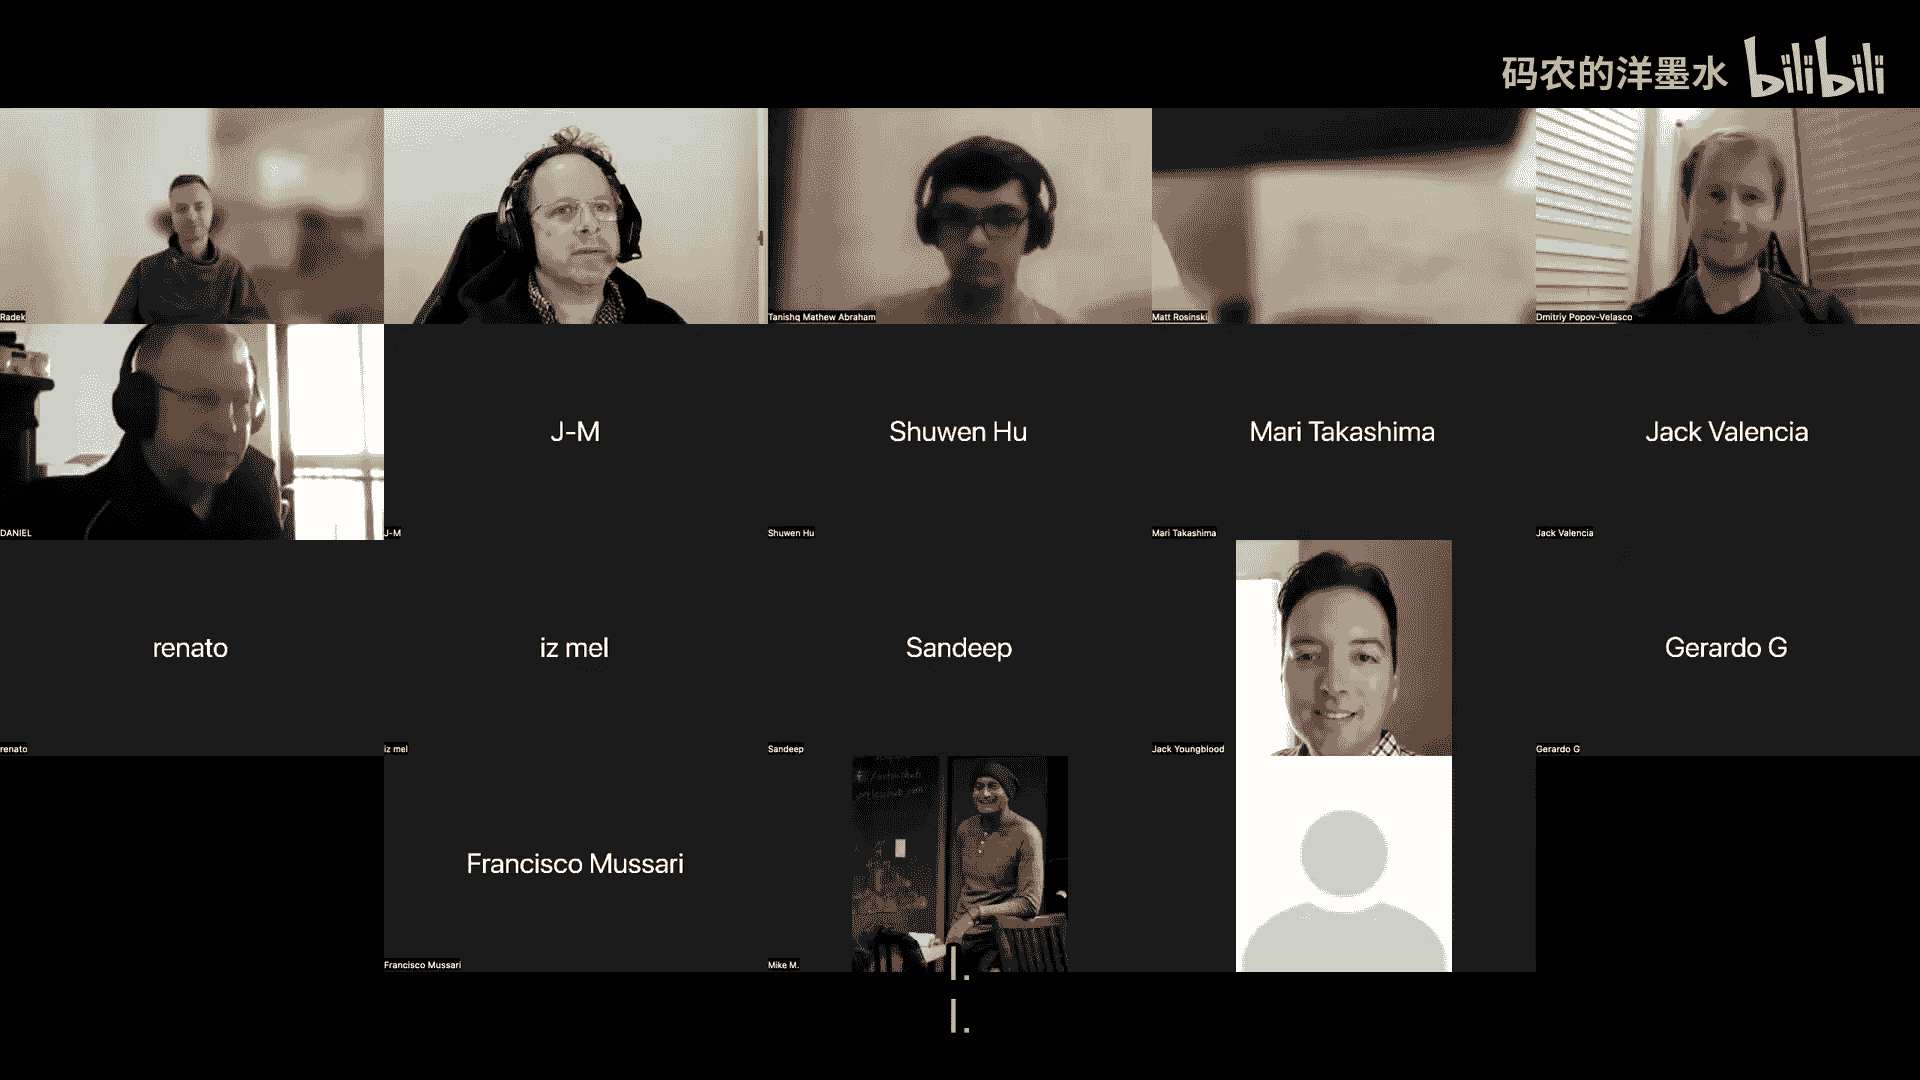 码农的洋墨水 bilibili
Radek
Tanishq Mathew Abraham
Matt Rosinski
Dmitriy Popov-Velasco
J-M
Shuwen Hu
Mari Takashima
Jack Valencia
DANIEL
J-M
Shuwen Hu
Mari Takashima
Jack Valencia
renato
iz mel
Sandeep
Gerardo G
renato
iz mel
Sandeep
Jack Youngblood
Gerardo G
Francisco Mussari
Francisco Mussari
Mike M.
I.
I.